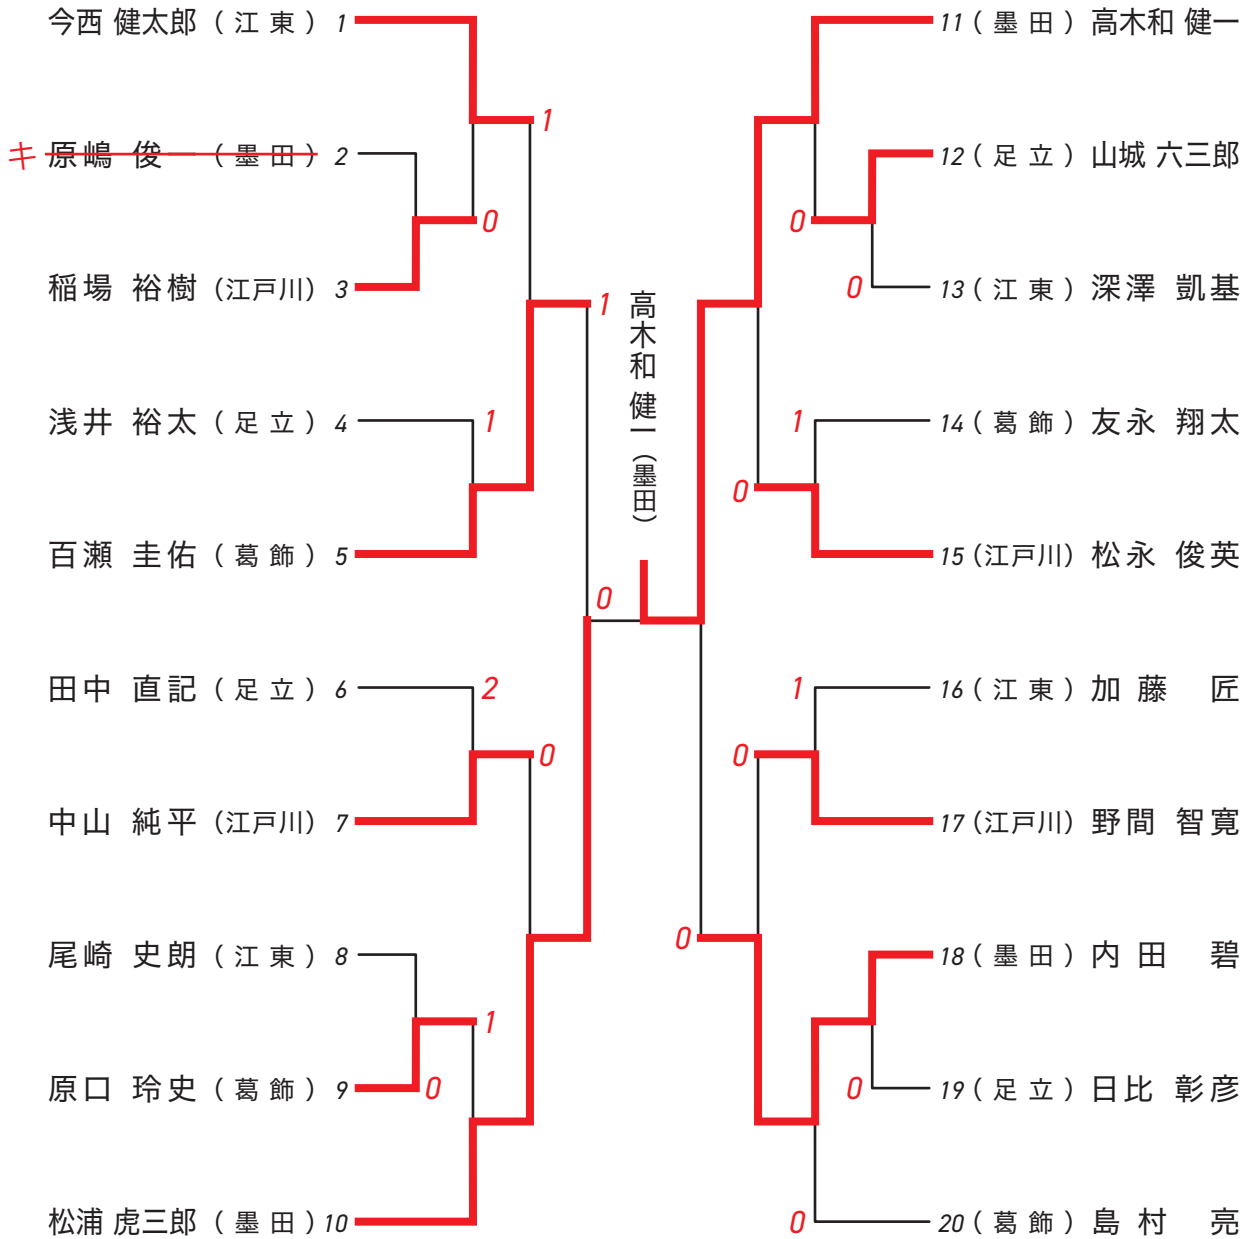 今西 健太郎 （ 江 東 ） 1
キ 原嶋 俊一 （ 墨 田 ） 2
稲場 裕樹 （江戸川） 3
浅井 裕太 （ 足 立 ） 4
百瀬 圭佑 （ 葛 飾 ） 5
田中 直記 （ 足 立 ） 6
中山 純平 （江戸川） 7
尾崎 史朗 （ 江 東 ） 8
原口 玲史 （ 葛 飾 ） 9
松浦 虎三郎 （ 墨 田 ） 10
1
0
1
1
2
0
1
0
0
高木和 健一（墨田）
0
0
1
0
1
0
0
0
0
11 （ 墨 田 ） 高木和 健一
12 （ 足 立 ） 山城 六三郎
13 （ 江 東 ） 深澤 凱基
14 （ 葛 飾 ） 友永 翔太
15 （江戸川） 松永 俊英
16 （ 江 東 ） 加藤 匠
17 （江戸川） 野間 智寛
18 （ 墨 田 ） 内田 碧
19 （ 足 立 ） 日比 彰彦
20 （ 葛 飾 ） 島村 亮